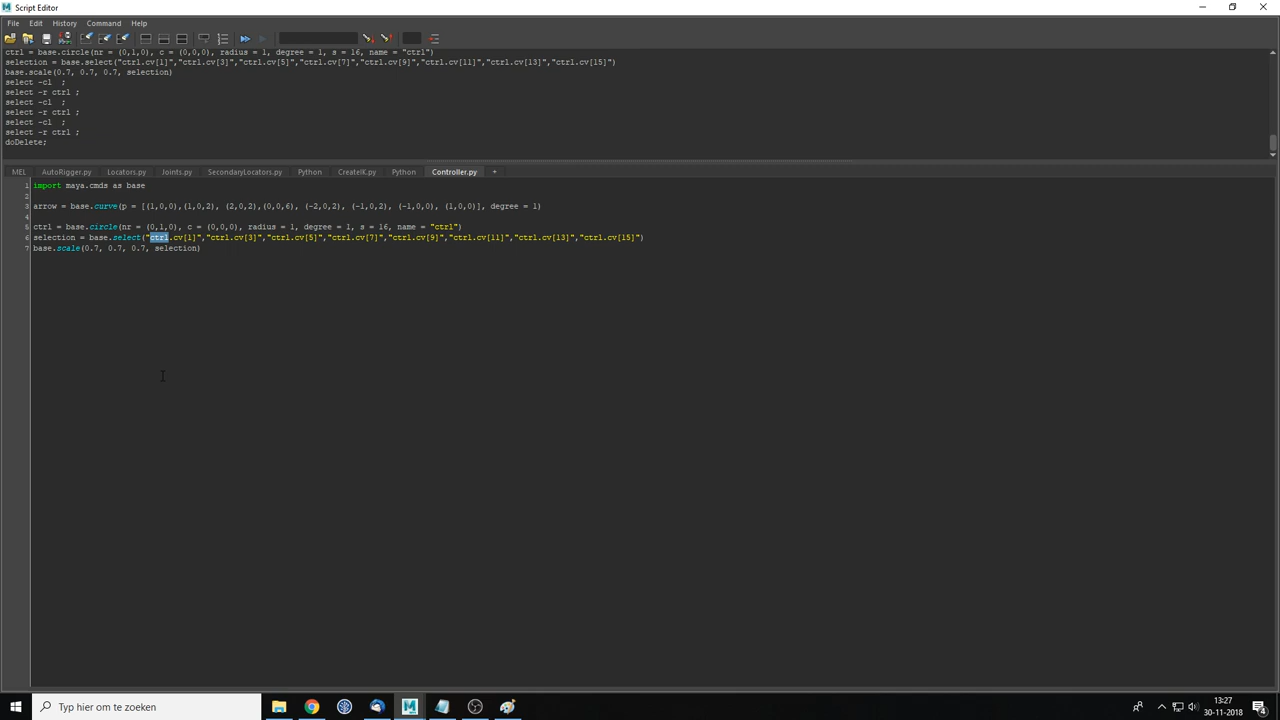 Script Editor
File Edit History Command Help
ctrl = base.circle(nr = (0,1,0), c = (0,0,0), radius = 1, degree = 1, s = 16, name = "ctrl")
selection = base.select("ctrl.cv[1]","ctrl.cv[3]","ctrl.cv[5]","ctrl.cv[7]","ctrl.cv[9]","ctrl.cv[11]","ctrl.cv[13]","ctrl.cv[15]")
base.scale(0.7, 0.7, 0.7, selection)
select -cl  ;
select -r ctrl ;
select -cl  ;
select -r ctrl ;
select -cl  ;
select -r ctrl ;
doDelete;
MEL AutoRigger.py Locators.py Joints.py SecondaryLocators.py Python CreateIK.py Python Controller.py +
1 import maya.cmds as base
2
3 arrow = base.curve(p = [(1,0,0),(1,0,2), (2,0,2),(0,0,6), (-2,0,2), (-1,0,2), (-1,0,0), (1,0,0)], degree = 1)
4
5 ctrl = base.circle(nr = (0,1,0), c = (0,0,0), radius = 1, degree = 1, s = 16, name = "ctrl")
6 selection = base.select("ctrl.cv[1]","ctrl.cv[3]","ctrl.cv[5]","ctrl.cv[7]","ctrl.cv[9]","ctrl.cv[11]","ctrl.cv[13]","ctrl.cv[15]")
7 base.scale(0.7, 0.7, 0.7, selection)
Typ hier om te zoeken
13:27
30-11-2018
4